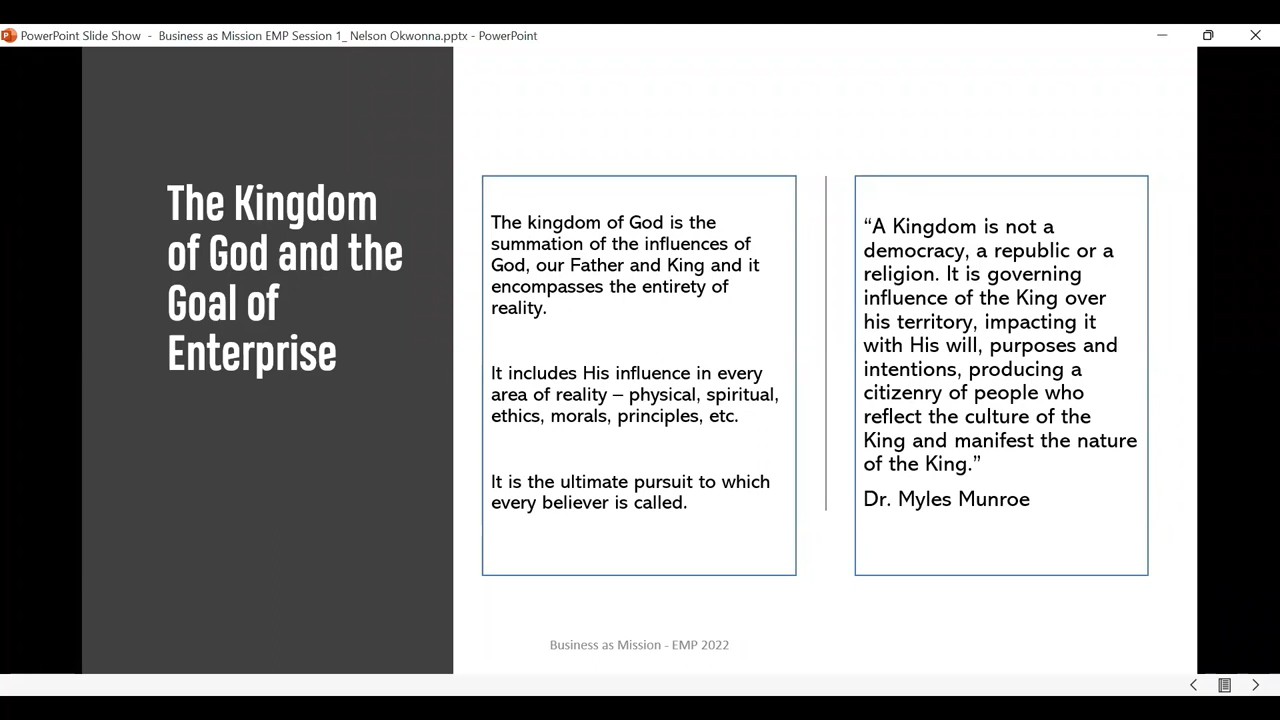 PowerPoint Slide Show - Business as Mission EMP Session 1_ Nelson Okwonna.pptx - PowerPoint
The Kingdom
of God and the
Goal of
Enterprise
The kingdom of God is the
summation of the influences of
God, our Father and King and it
encompasses the entirety of
reality.
It includes His influence in every
area of reality – physical, spiritual,
ethics, morals, principles, etc.
It is the ultimate pursuit to which
every believer is called.
“A Kingdom is not a
democracy, a republic or a
religion. It is governing
influence of the King over
his territory, impacting it
with His will, purposes and
intentions, producing a
citizenry of people who
reflect the culture of the
King and manifest the nature
of the King.”
Dr. Myles Munroe
Business as Mission - EMP 2022